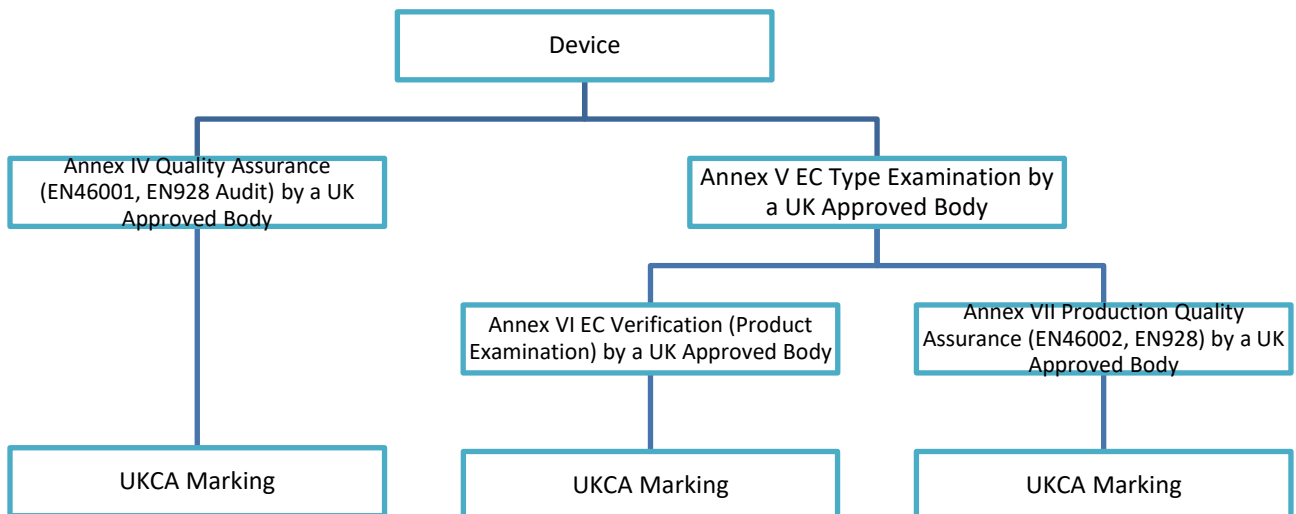 Device
Annex IV Quality Assurance
(EN46001, EN928 Audit) by a UK
Approved Body
Annex V EC Type Examination by
a UK Approved Body
Annex VI EC Verification (Product
Examination) by a UK Approved Body
Annex VII Production Quality
Assurance (EN46002, EN928) by a UK
Approved Body
UKCA Marking
UKCA Marking
UKCA Marking